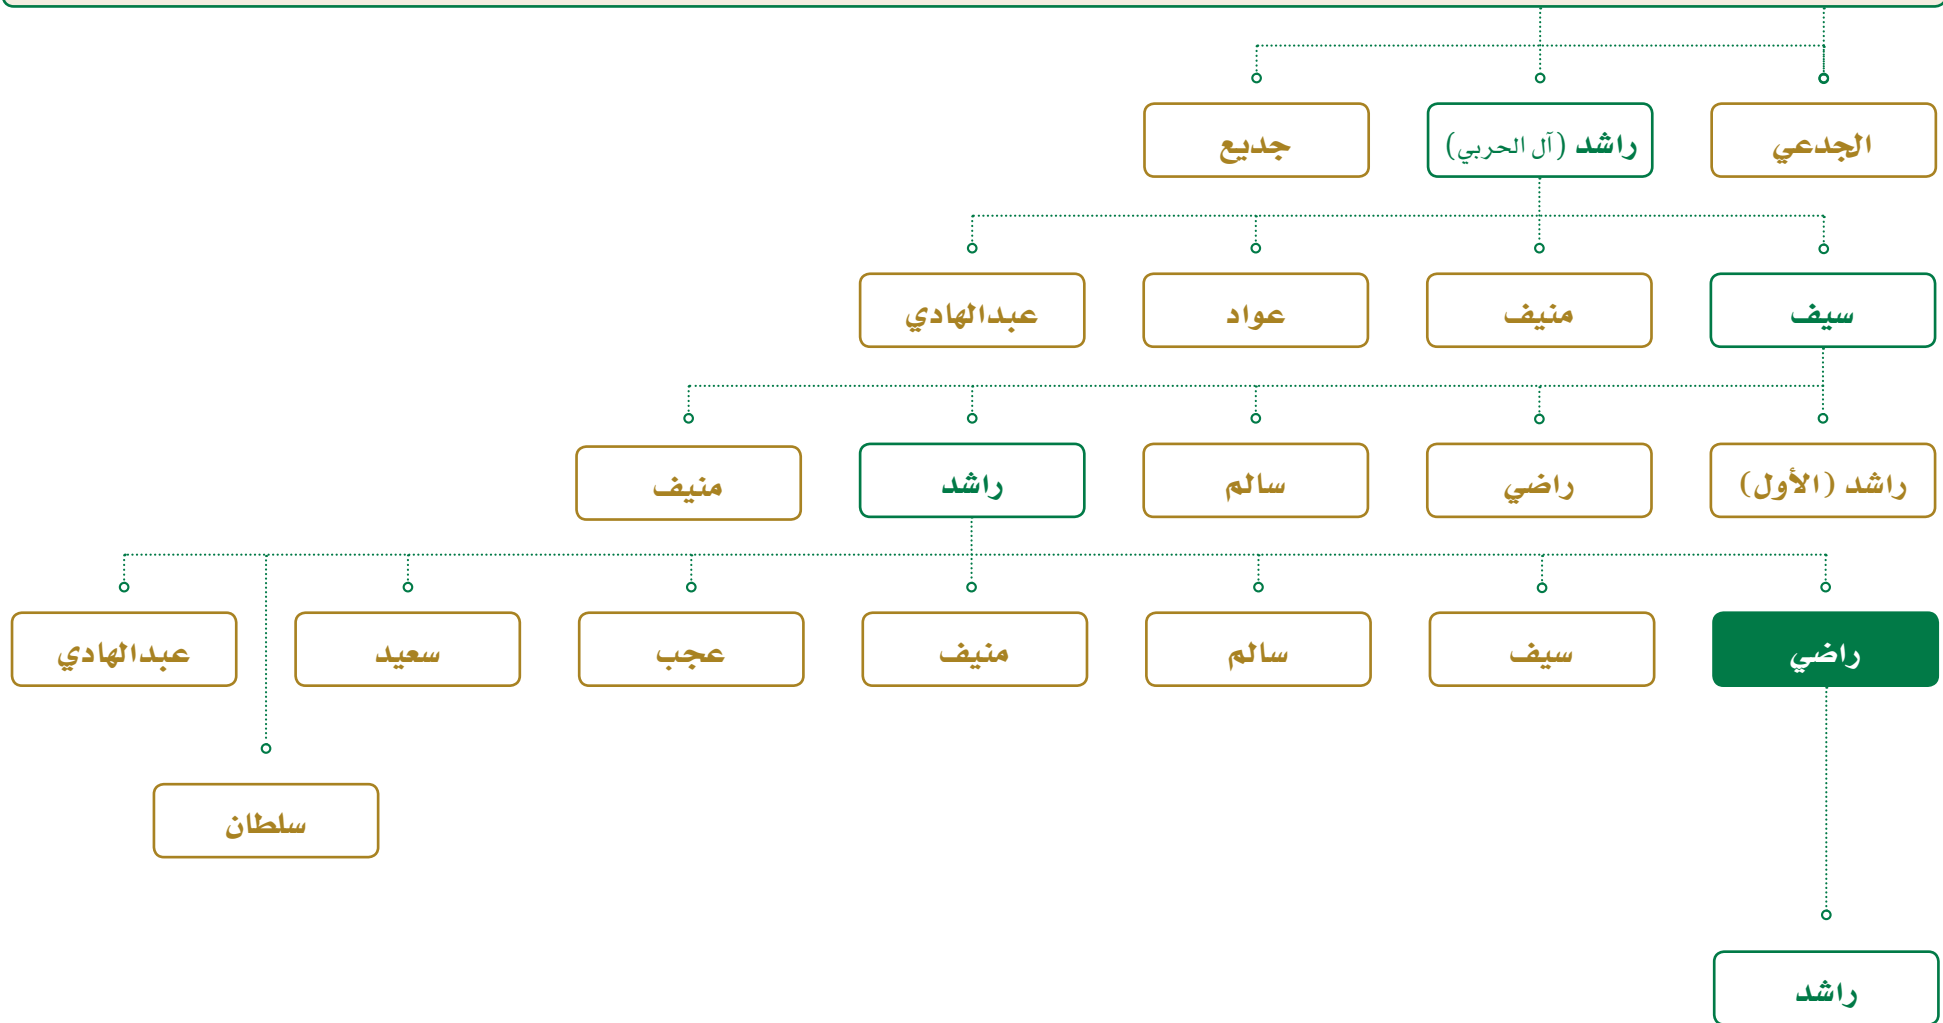 الجدعي
راشد (آل الحربي)
جديع
سيف
منيف
عواد
عبدالهادي
راشد (الأول)
راضي
سالم
راشد
منيف
راضي
سيف
سالم
منيف
عجب
سعيد
عبدالهادي
سلطان
راشد